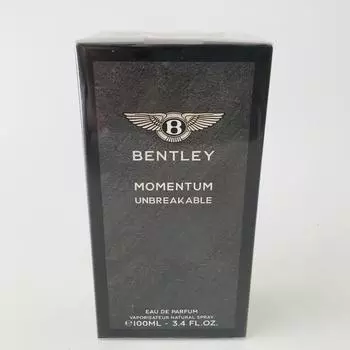 B
BENTLEY
MOMENTUM
UNBREAKABLE
EAU DE PARFUM
VAPORISATEUR NATURAL SPRAY
℮100ML - 3.4 FL.OZ.